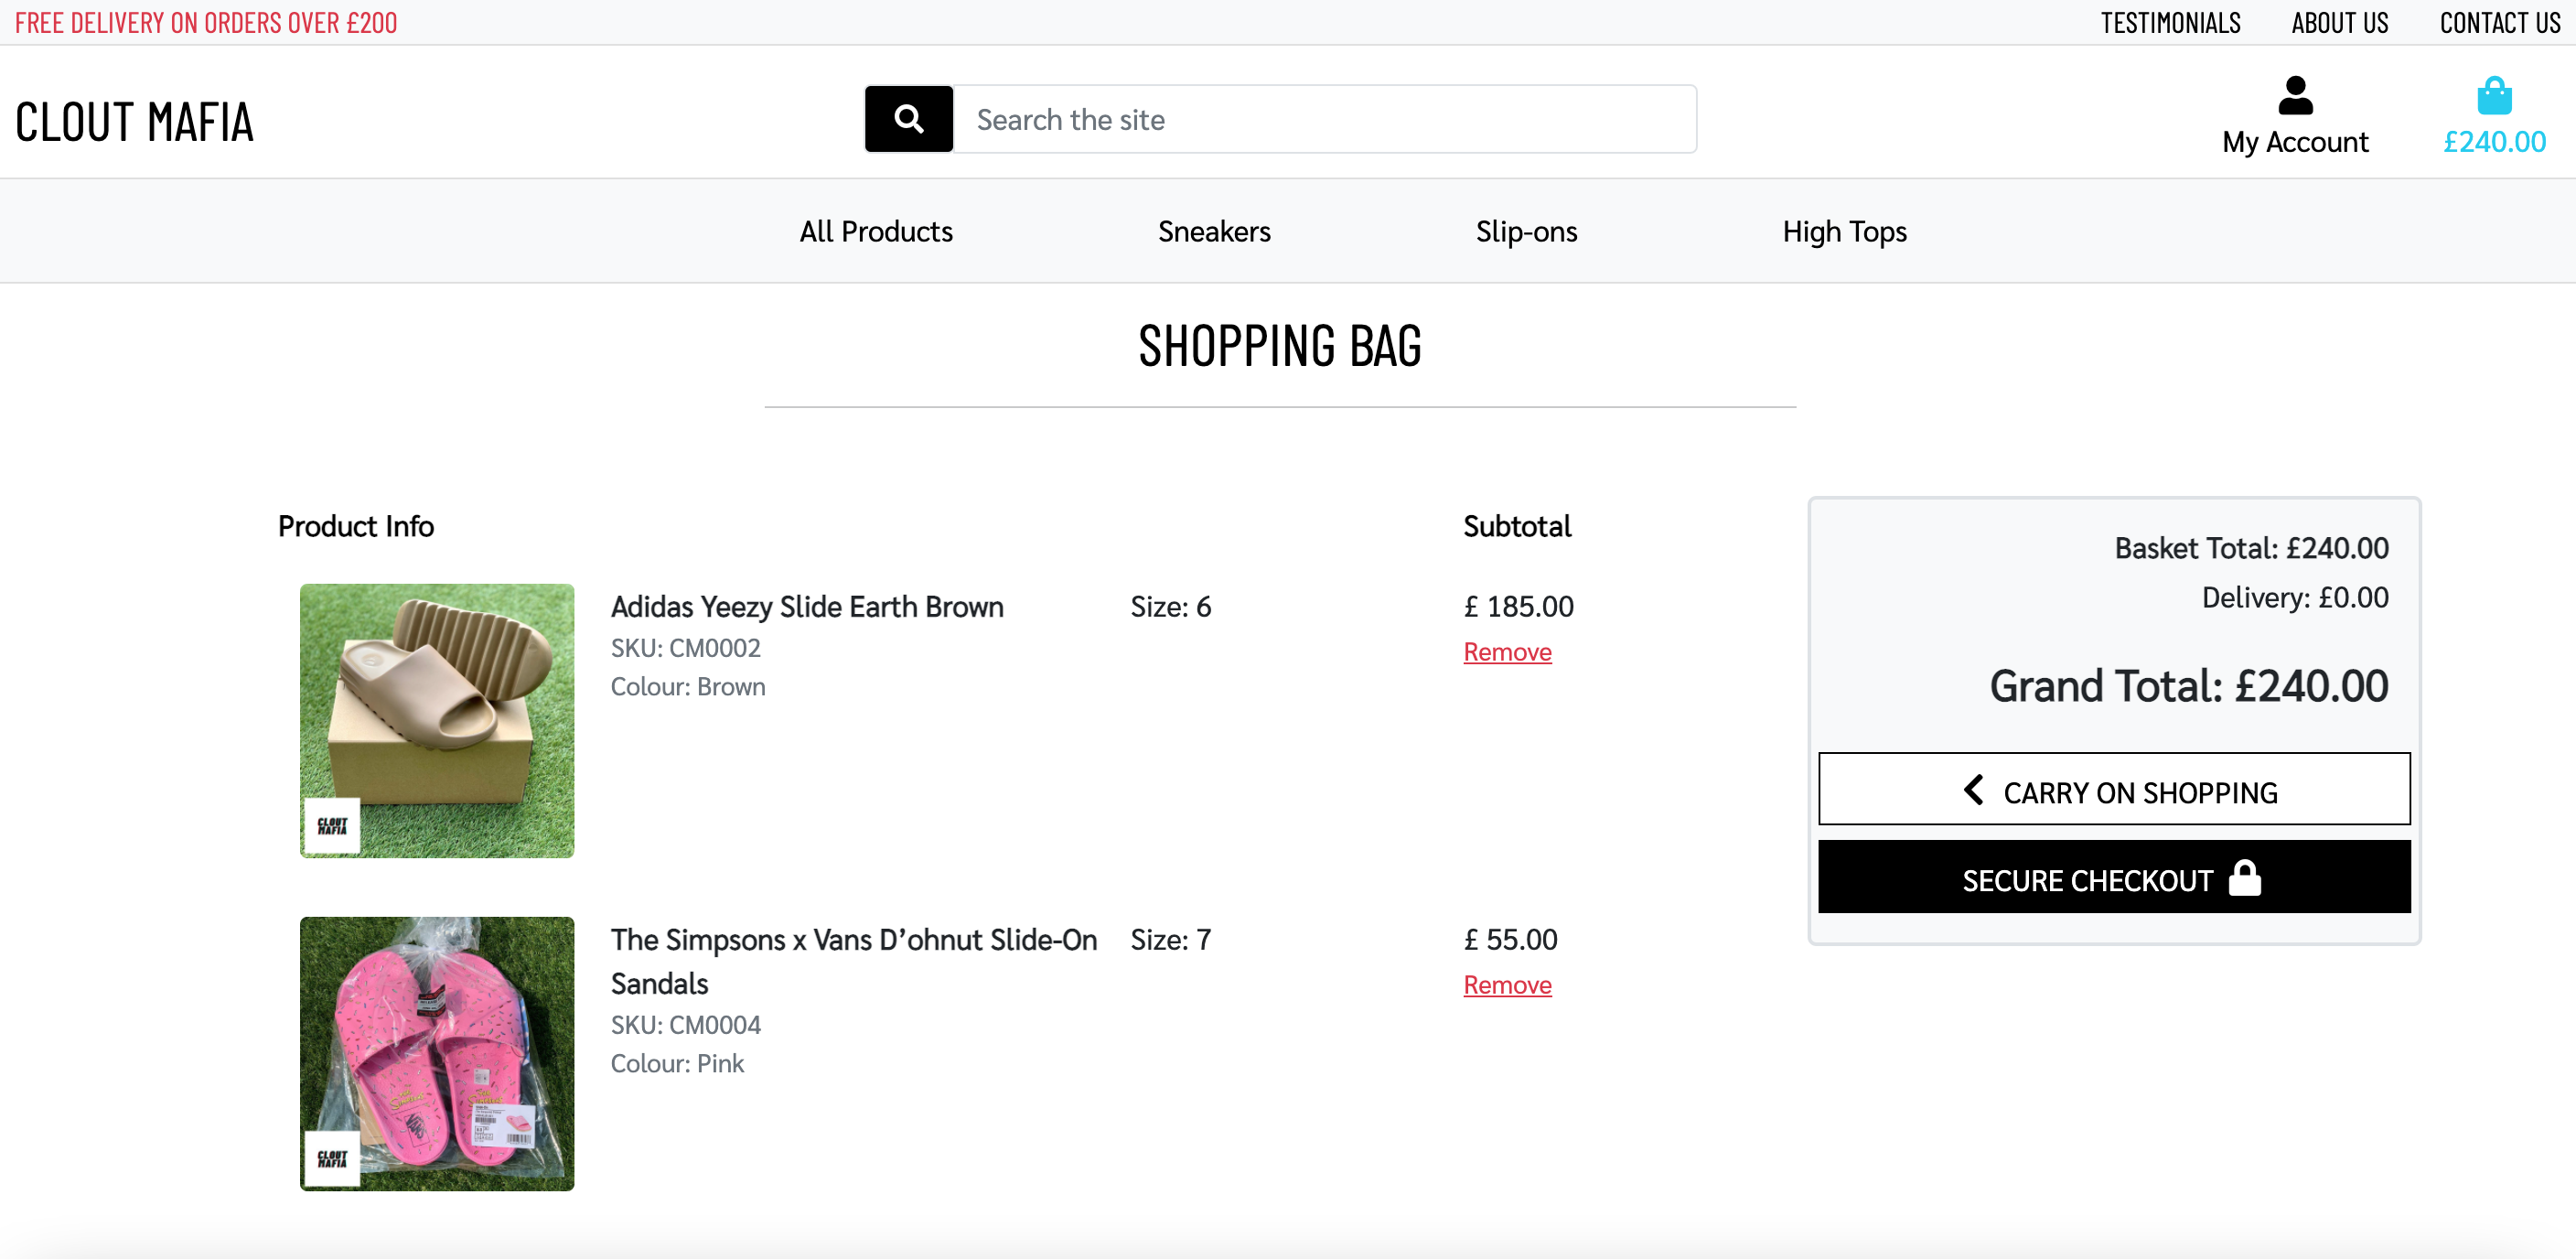 FREE DELIVERY ON ORDERS OVER £200
TESTIMONIALS ABOUT US CONTACT US
CLOUT MAFIA
Search the site
My Account
£240.00
All Products Sneakers Slip-ons High Tops
SHOPPING BAG
Product Info Subtotal
Adidas Yeezy Slide Earth Brown Size: 6 £ 185.00
SKU: CM0002 Remove
Colour: Brown
CLOUT
MAFIA
The Simpsons x Vans D’ohnut Slide-On Size: 7 £ 55.00
Sandals Remove
SKU: CM0004
Colour: Pink
CLOUT
MAFIA
Basket Total: £240.00
Delivery: £0.00
Grand Total: £240.00
CARRY ON SHOPPING
SECURE CHECKOUT